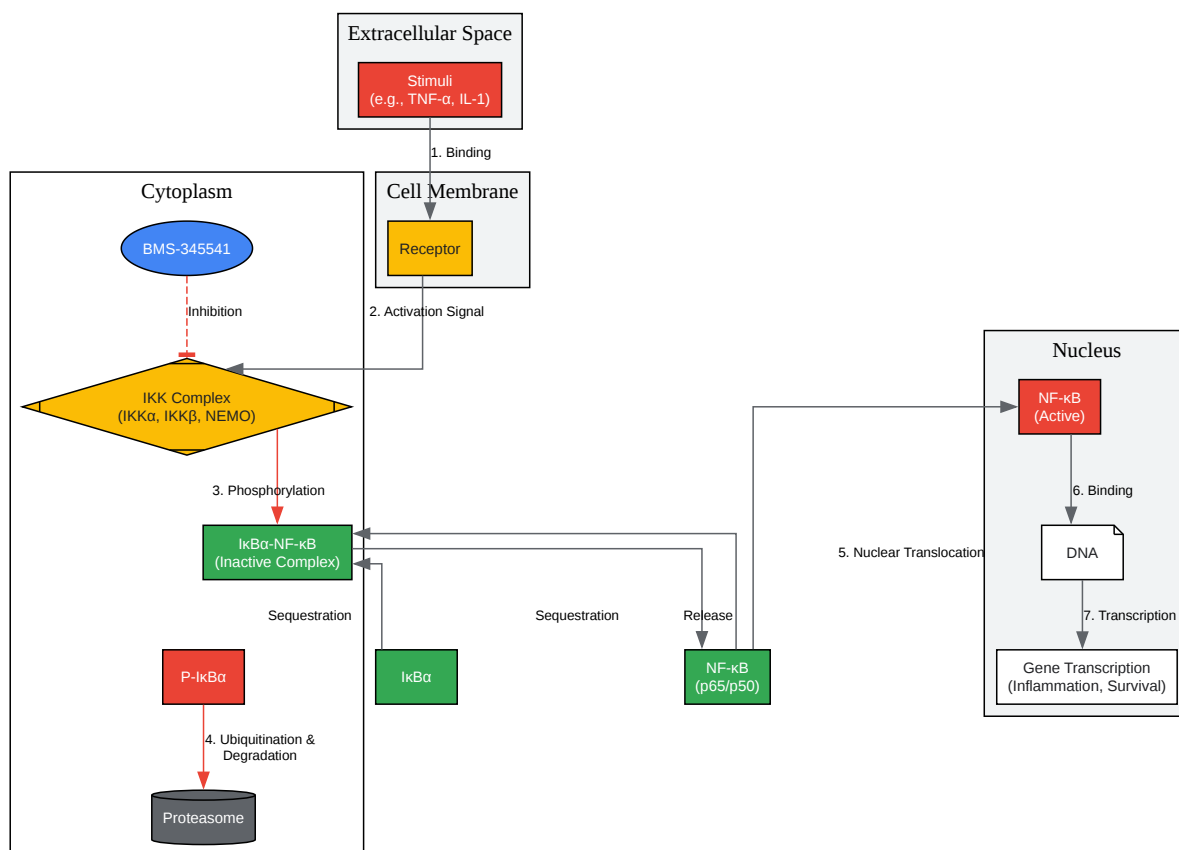 Extracellular Space
Stimuli
(e.g., TNF-α, IL-1)
1. Binding
Cytoplasm
Cell Membrane
BMS-345541
Receptor
Inhibition
2. Activation Signal
IKK Complex
(IKKα, IKKβ, NEMO)
Nucleus
NF-κB
(Active)
3. Phosphorylation
6. Binding
IκBα-NF-κB
(Inactive Complex)
5. Nuclear Translocation
DNA
Sequestration
Sequestration
Release
7. Transcription
P-IκBα
IκBα
NF-κB
(p65/p50)
Gene Transcription
(Inflammation, Survival)
4. Ubiquitination &
Degradation
Proteasome